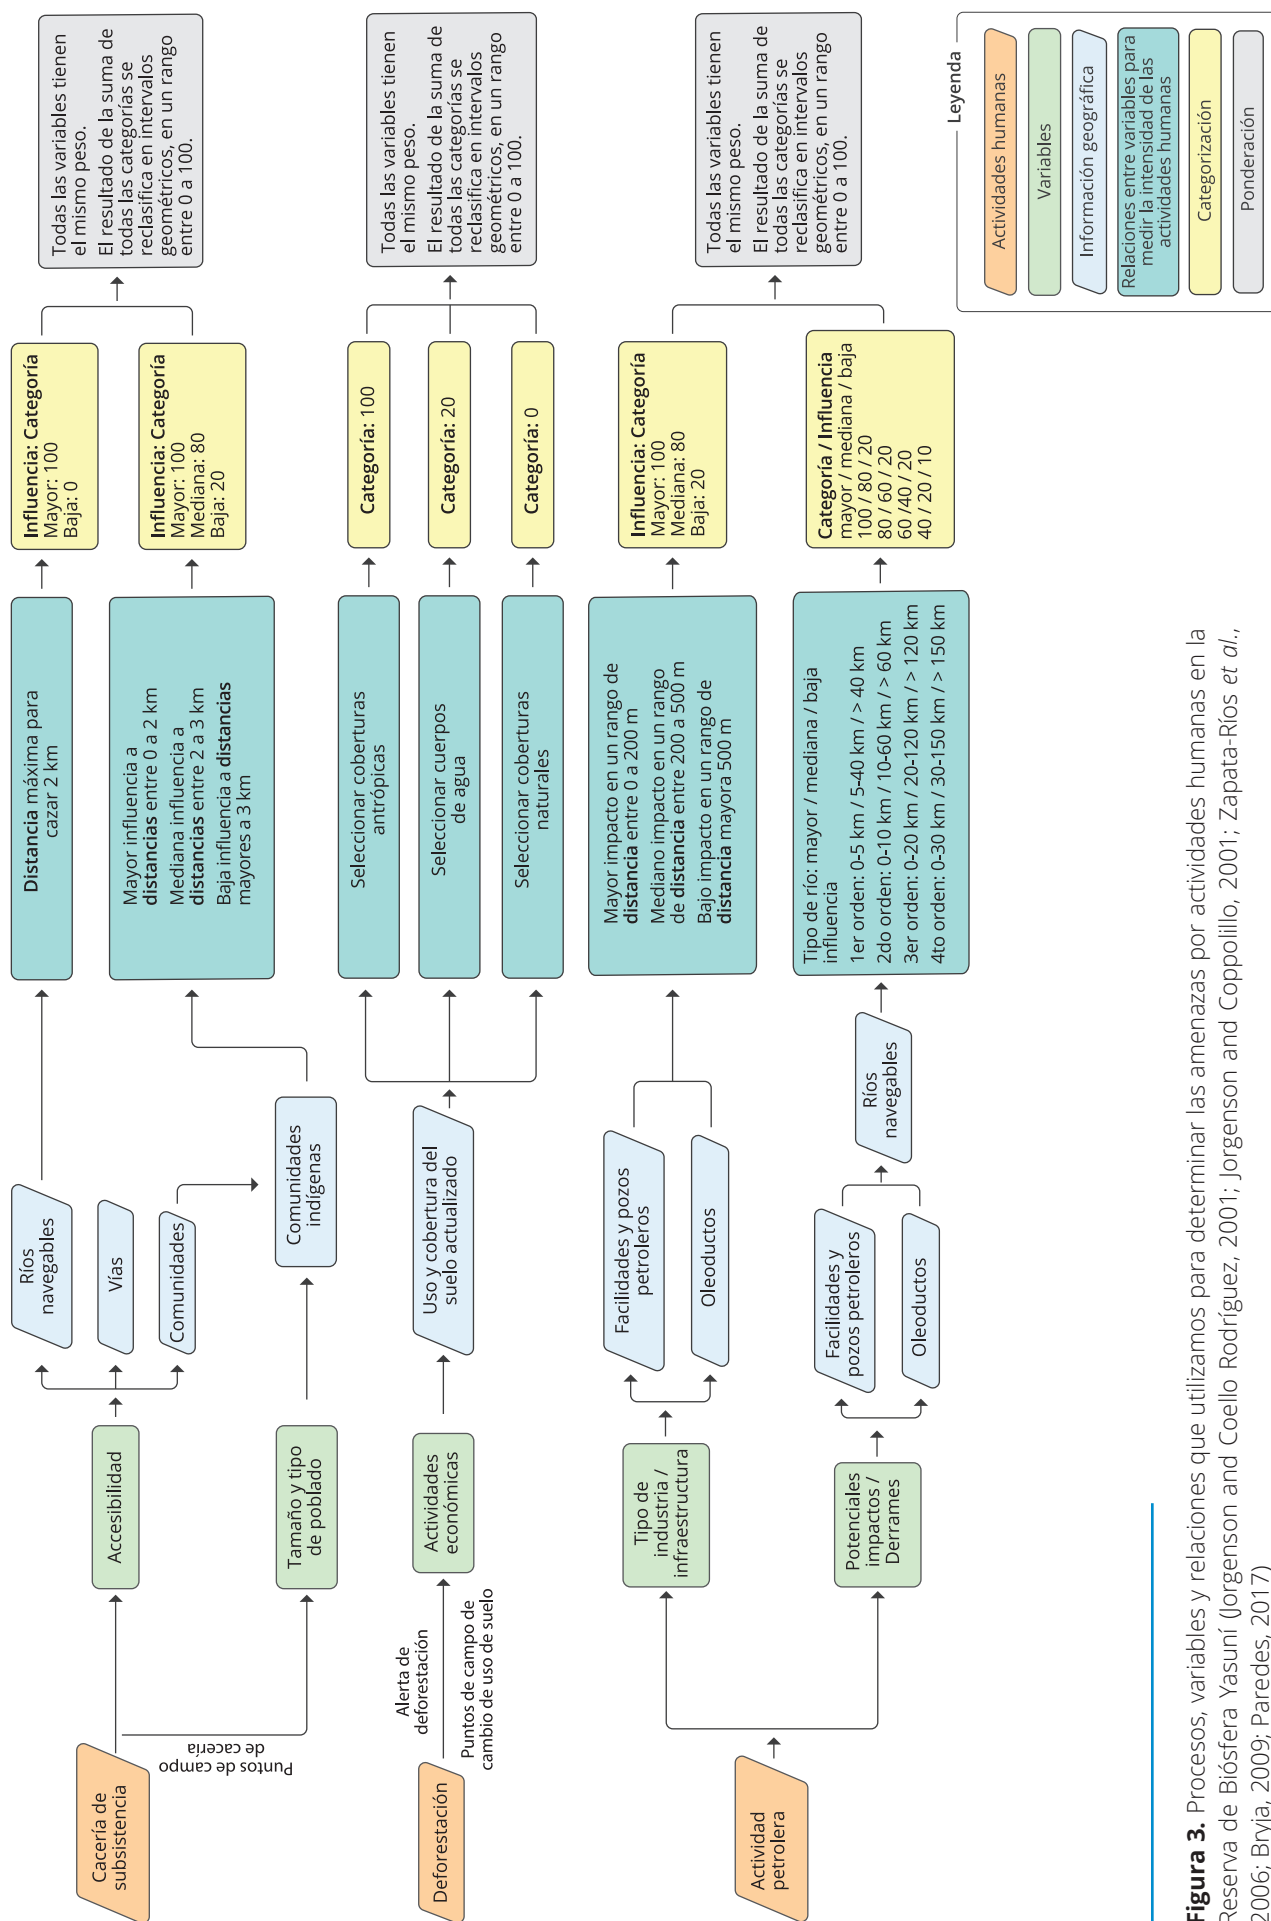 Cacería de
subsistencia
Puntos de campo
de cacería
Accesibilidad
Tamaño y tipo
de poblado
Ríos
navegables
Vías
Comunidades
Comunidades
indígenas
Distancia máxima para
cazar 2 km
Mayor influencia a
distancias entre 0 a 2 km
Mediana influencia a
distancias entre 2 a 3 km
Baja influencia a distancias
mayores a 3 km
Influencia: Categoría
Mayor: 100
Baja: 0
Influencia: Categoría
Mayor: 100
Mediana: 80
Baja: 20
Todas las variables tienen
el mismo peso.
El resultado de la suma de
todas las categorías se
reclasifica en intervalos
geométricos, en un rango
entre 0 a 100.
Deforestación
Alerta de
deforestación
Puntos de campo de
cambio de uso de suelo
Actividades
económicas
Uso y cobertura del
suelo actualizado
Seleccionar coberturas
antrópicas
Seleccionar cuerpos
de agua
Seleccionar coberturas
naturales
Categoría: 100
Categoría: 20
Categoría: 0
Todas las variables tienen
el mismo peso.
El resultado de la suma de
todas las categorías se
reclasifica en intervalos
geométricos, en un rango
entre 0 a 100.
Actividad
petrolera
Tipo de
industria /
infraestructura
Potenciales
impactos /
Derrames
Facilidades y pozos
petroleros
Oleoductos
Facilidades y
pozos petroleros
Oleoductos
Ríos
navegables
Mayor impacto en un rango de
distancia entre 0 a 200 m
Mediano impacto en un rango
de distancia entre 200 a 500 m
Bajo impacto en un rango de
distancia mayora 500 m
Tipo de río: mayor / mediana / baja
influencia
1er orden: 0-5 km / 5-40 km / > 40 km
2do orden: 0-10 km / 10-60 km / > 60 km
3er orden: 0-20 km / 20-120 km / > 120 km
4to orden: 0-30 km / 30-150 km / > 150 km
Influencia: Categoría
Mayor: 100
Mediana: 80
Baja: 20
Categoría / Influencia
mayor / mediana / baja
100 / 80 / 20
80 / 60 / 20
60 /40 / 20
40 / 20 / 10
Todas las variables tienen
el mismo peso.
El resultado de la suma de
todas las categorías se
reclasifica en intervalos
geométricos, en un rango
entre 0 a 100.
Leyenda
Actividades humanas
Variables
Información geográfica
Relaciones entre variables para
medir la intensidad de las
actividades humanas
Categorización
Ponderación
Figura 3. Procesos, variables y relaciones que utilizamos para determinar las amenazas por actividades humanas en la
Reserva de Biósfera Yasuní (Jorgenson and Coello Rodríguez, 2001; Jorgenson and Coppolillo, 2001; Zapata-Ríos et al.,
2006; Bryja, 2009; Paredes, 2017)